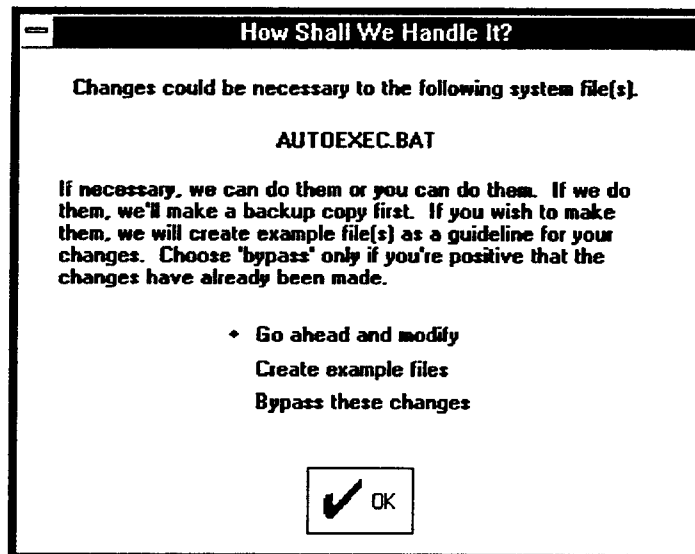 How Shall We Handle It?
Changes could be necessary to the following system file(s).
AUTOEXEC.BAT
If necessary, we can do them or you can do them. If we do
them, we'll make a backup copy first. If you wish to make
them, we will create example file(s) as a guideline for your
changes. Choose 'bypass' only if you're positive that the
changes have already been made.
Go ahead and modify
Create example files
Bypass these changes
OK